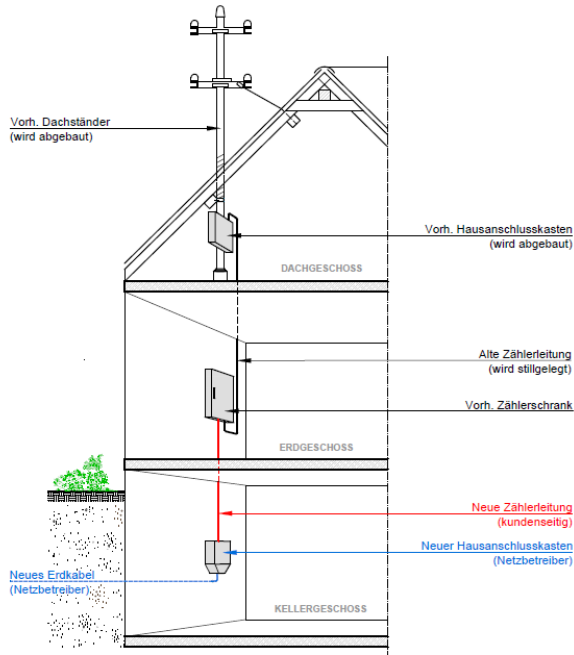 Vorh. Dachständer
(wird abgebaut)
Vorh. Hausanschlusskasten
(wird abgebaut)
DACHGESCHOSS
Alte Zählerleitung
(wird stillgelegt)
Vorh. Zählerschrank
ERDGESCHOSS
Neue Zählerleitung
(kundenseitig)
Neuer Hausanschlusskasten
(Netzbetreiber)
Neues Erdkabel
(Netzbetreiber)
KELLERGESCHOSS